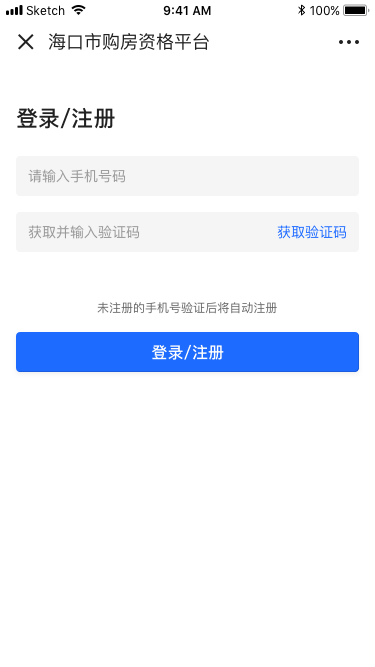 Sketch 9:41 AM 100%
海口市购房资格平台
登录/注册
请输入手机号码
获取并输入验证码 获取验证码
未注册的手机号验证后将自动注册
登录/注册